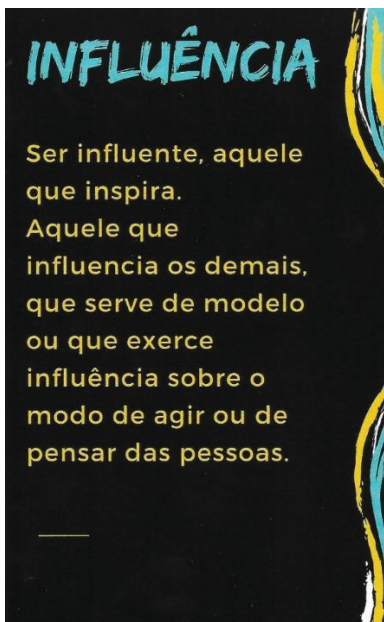 INFLUÊNCIA
Ser influente, aquele
que inspira.
Aquele que
influencia os demais,
que serve de modelo
ou que exerce
influência sobre o
modo de agir ou de
pensar das pessoas.